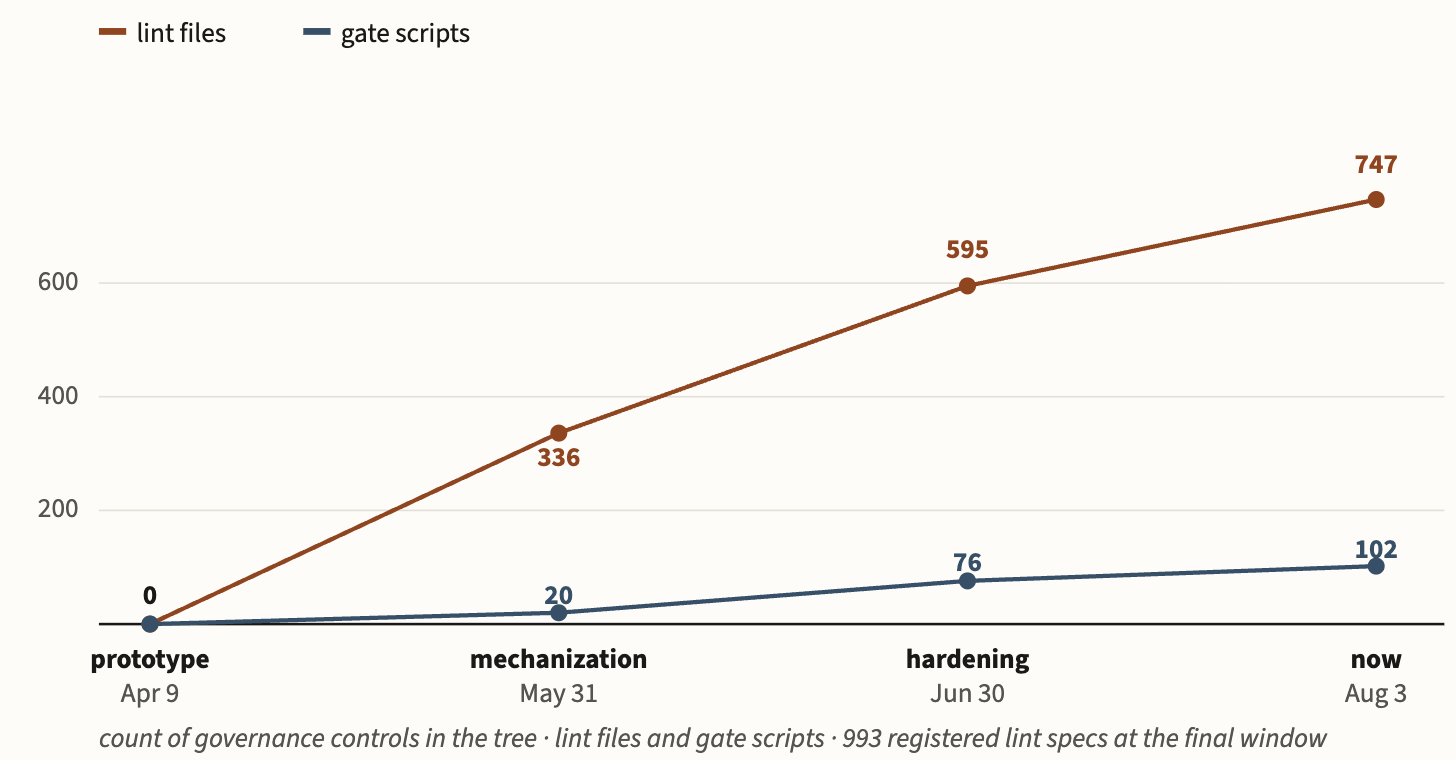 lint files gate scripts
747
595
600
400
336
200
102
76
20
0
prototype mechanization hardening now
Apr 9 May 31 Jun 30 Aug 3
count of governance controls in the tree · lint files and gate scripts · 993 registered lint specs at the final window